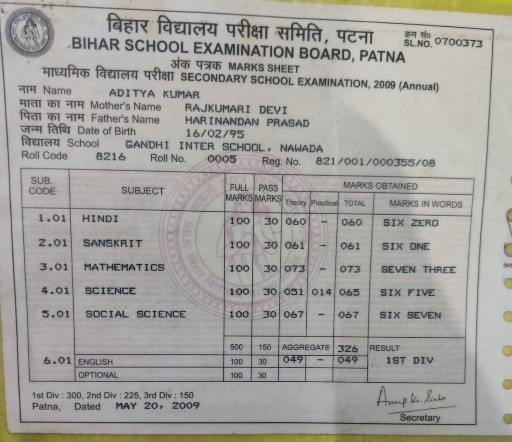 बिहार विद्यालय परीक्षा समिति, पटना
क्रम सं०
SL.NO. 0700373
BIHAR SCHOOL EXAMINATION BOARD, PATNA
अंक पत्रक MARKS SHEET
माध्यमिक विद्यालय परीक्षा SECONDARY SCHOOL EXAMINATION, 2009 (Annual)
नाम Name ADITYA KUMAR
माता का नाम Mother's Name RAJKUMARI DEVI
पिता का नाम Father's Name HARINANDAN PRASAD
जन्म तिथि Date of Birth 16/02/95
विद्यालय School GANDHI INTER SCHOOL, NAWADA
Roll Code 8216 Roll No. 0005 Reg. No. 821/001/000355/08
SUB. CODE SUBJECT FULL MARKS PASS MARKS MARKS OBTAINED
Theory Practical TOTAL MARKS IN WORDS
1.01 HINDI 100 30 060 - 060 SIX ZERO
2.01 SANSKRIT 100 30 061 - 061 SIX ONE
3.01 MATHEMATICS 100 30 073 - 073 SEVEN THREE
4.01 SCIENCE 100 30 051 014 065 SIX FIVE
5.01 SOCIAL SCIENCE 100 30 067 - 067 SIX SEVEN
500 150 AGGREGATE 326 RESULT
6.01 ENGLISH 100 30 049 - 049 1ST DIV
OPTIONAL 100 30
1st Div : 300, 2nd Div : 225, 3rd Div : 150
Patna, Dated MAY 20, 2009
Secretary